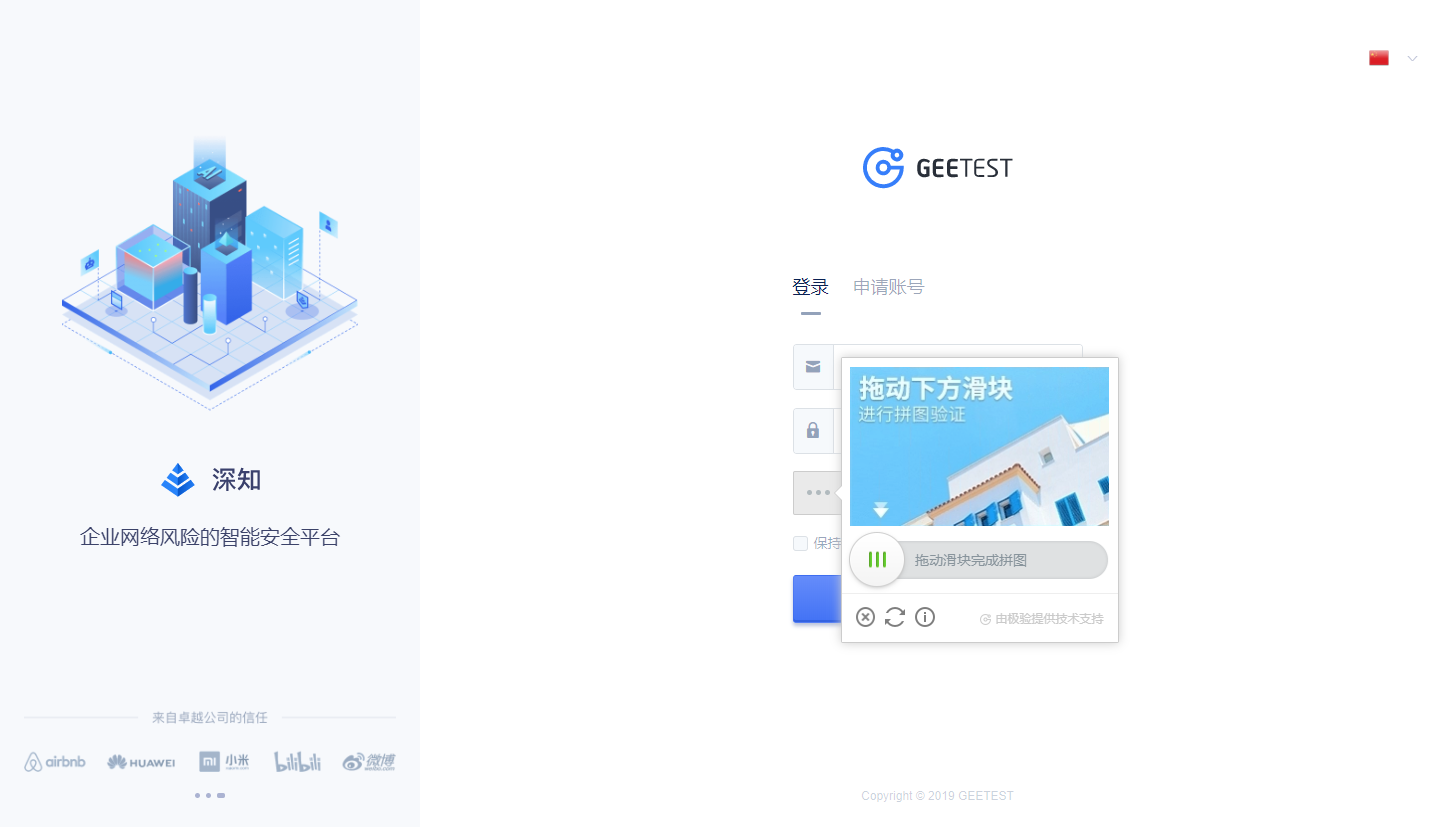 GEETEST
登录
申请账号
拖动下方滑块
进行拼图验证
保持
拖动滑块完成拼图
由极验提供技术支持
深知
企业网络风险的智能安全平台
来自卓越公司的信任
airbnb
HUAWEI
mi 小米
bilibili
微博
weibo.com
Copyright © 2019 GEETEST